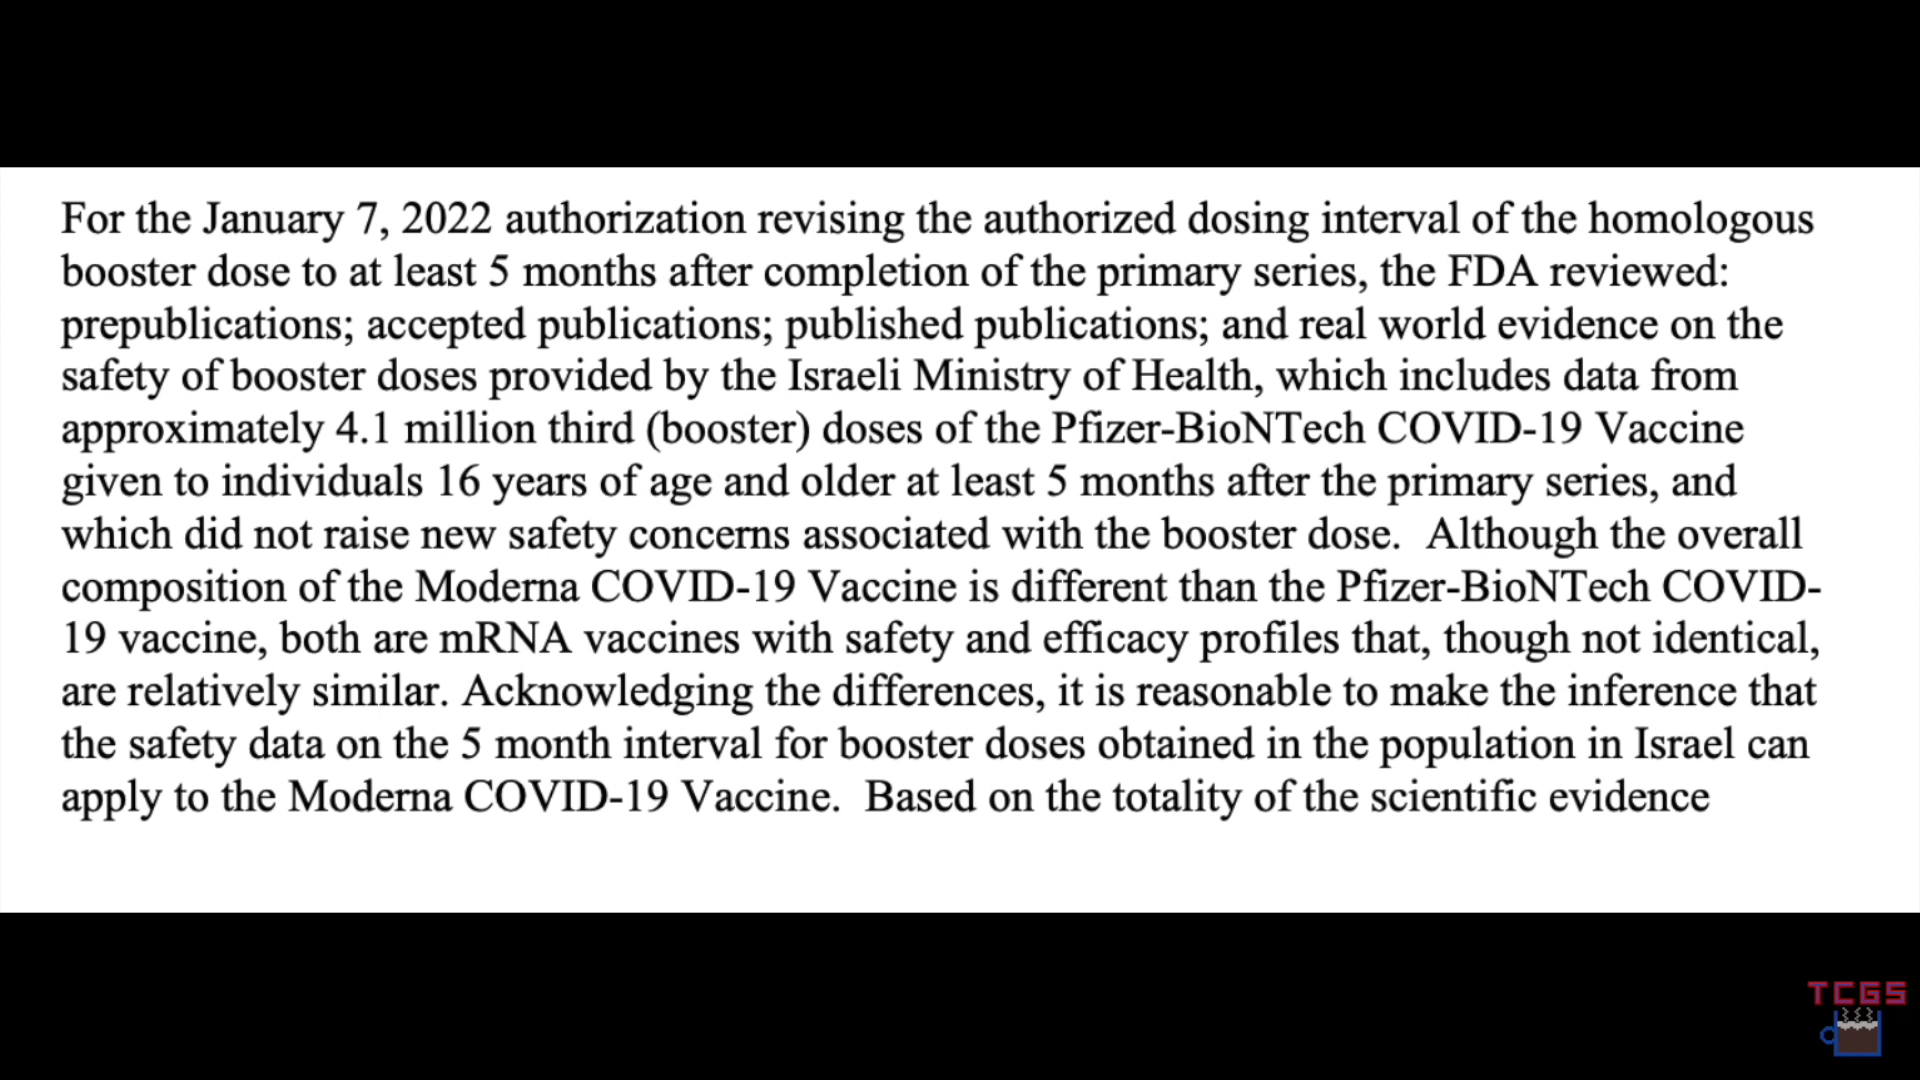 For the January 7, 2022 authorization revising the authorized dosing interval of the homologous
booster dose to at least 5 months after completion of the primary series, the FDA reviewed:
prepublications; accepted publications; published publications; and real world evidence on the
safety of booster doses provided by the Israeli Ministry of Health, which includes data from
approximately 4.1 million third (booster) doses of the Pfizer-BioNTech COVID-19 Vaccine
given to individuals 16 years of age and older at least 5 months after the primary series, and
which did not raise new safety concerns associated with the booster dose.  Although the overall
composition of the Moderna COVID-19 Vaccine is different than the Pfizer-BioNTech COVID-
19 vaccine, both are mRNA vaccines with safety and efficacy profiles that, though not identical,
are relatively similar. Acknowledging the differences, it is reasonable to make the inference that
the safety data on the 5 month interval for booster doses obtained in the population in Israel can
apply to the Moderna COVID-19 Vaccine.  Based on the totality of the scientific evidence
TCGS